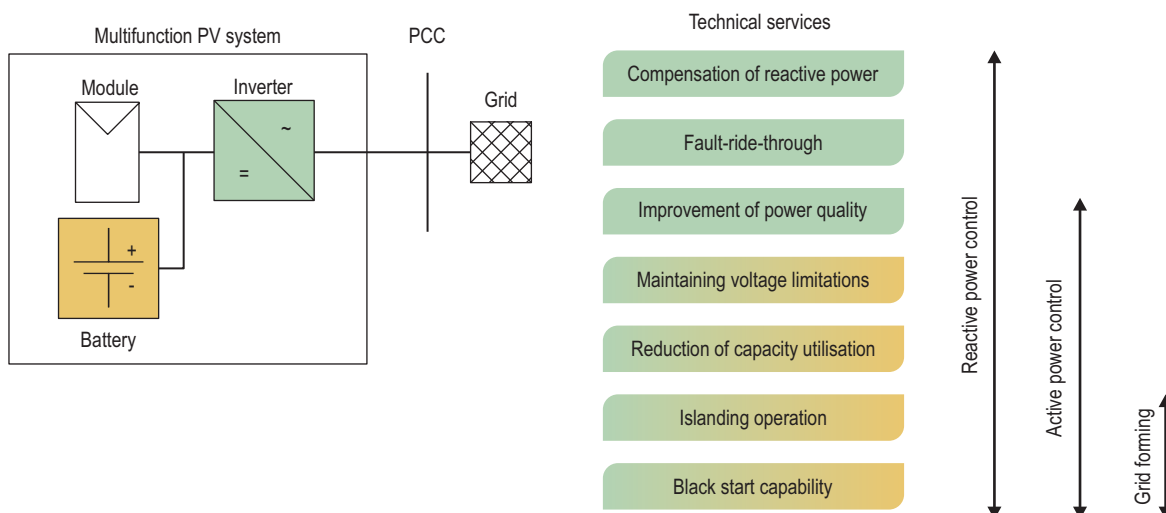 Multifunction PV system
PCC
Module
Inverter
Grid
~
=
+
-
Battery
Technical services
Compensation of reactive power
Fault-ride-through
Improvement of power quality
Maintaining voltage limitations
Reduction of capacity utilisation
Islanding operation
Black start capability
Reactive power control
Active power control
Grid forming